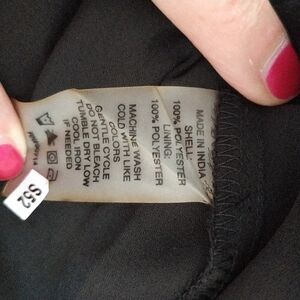 MADE IN INDIA
SHELL:
100% POLYESTER
LINING:
100% POLYESTER
MACHINE WASH
COLD WITH LIKE
COLORS
GENTLE CYCLE
DO NOT BLEACH
TUMBLE DRY LOW
COOL IRON
IF NEEDED
S52